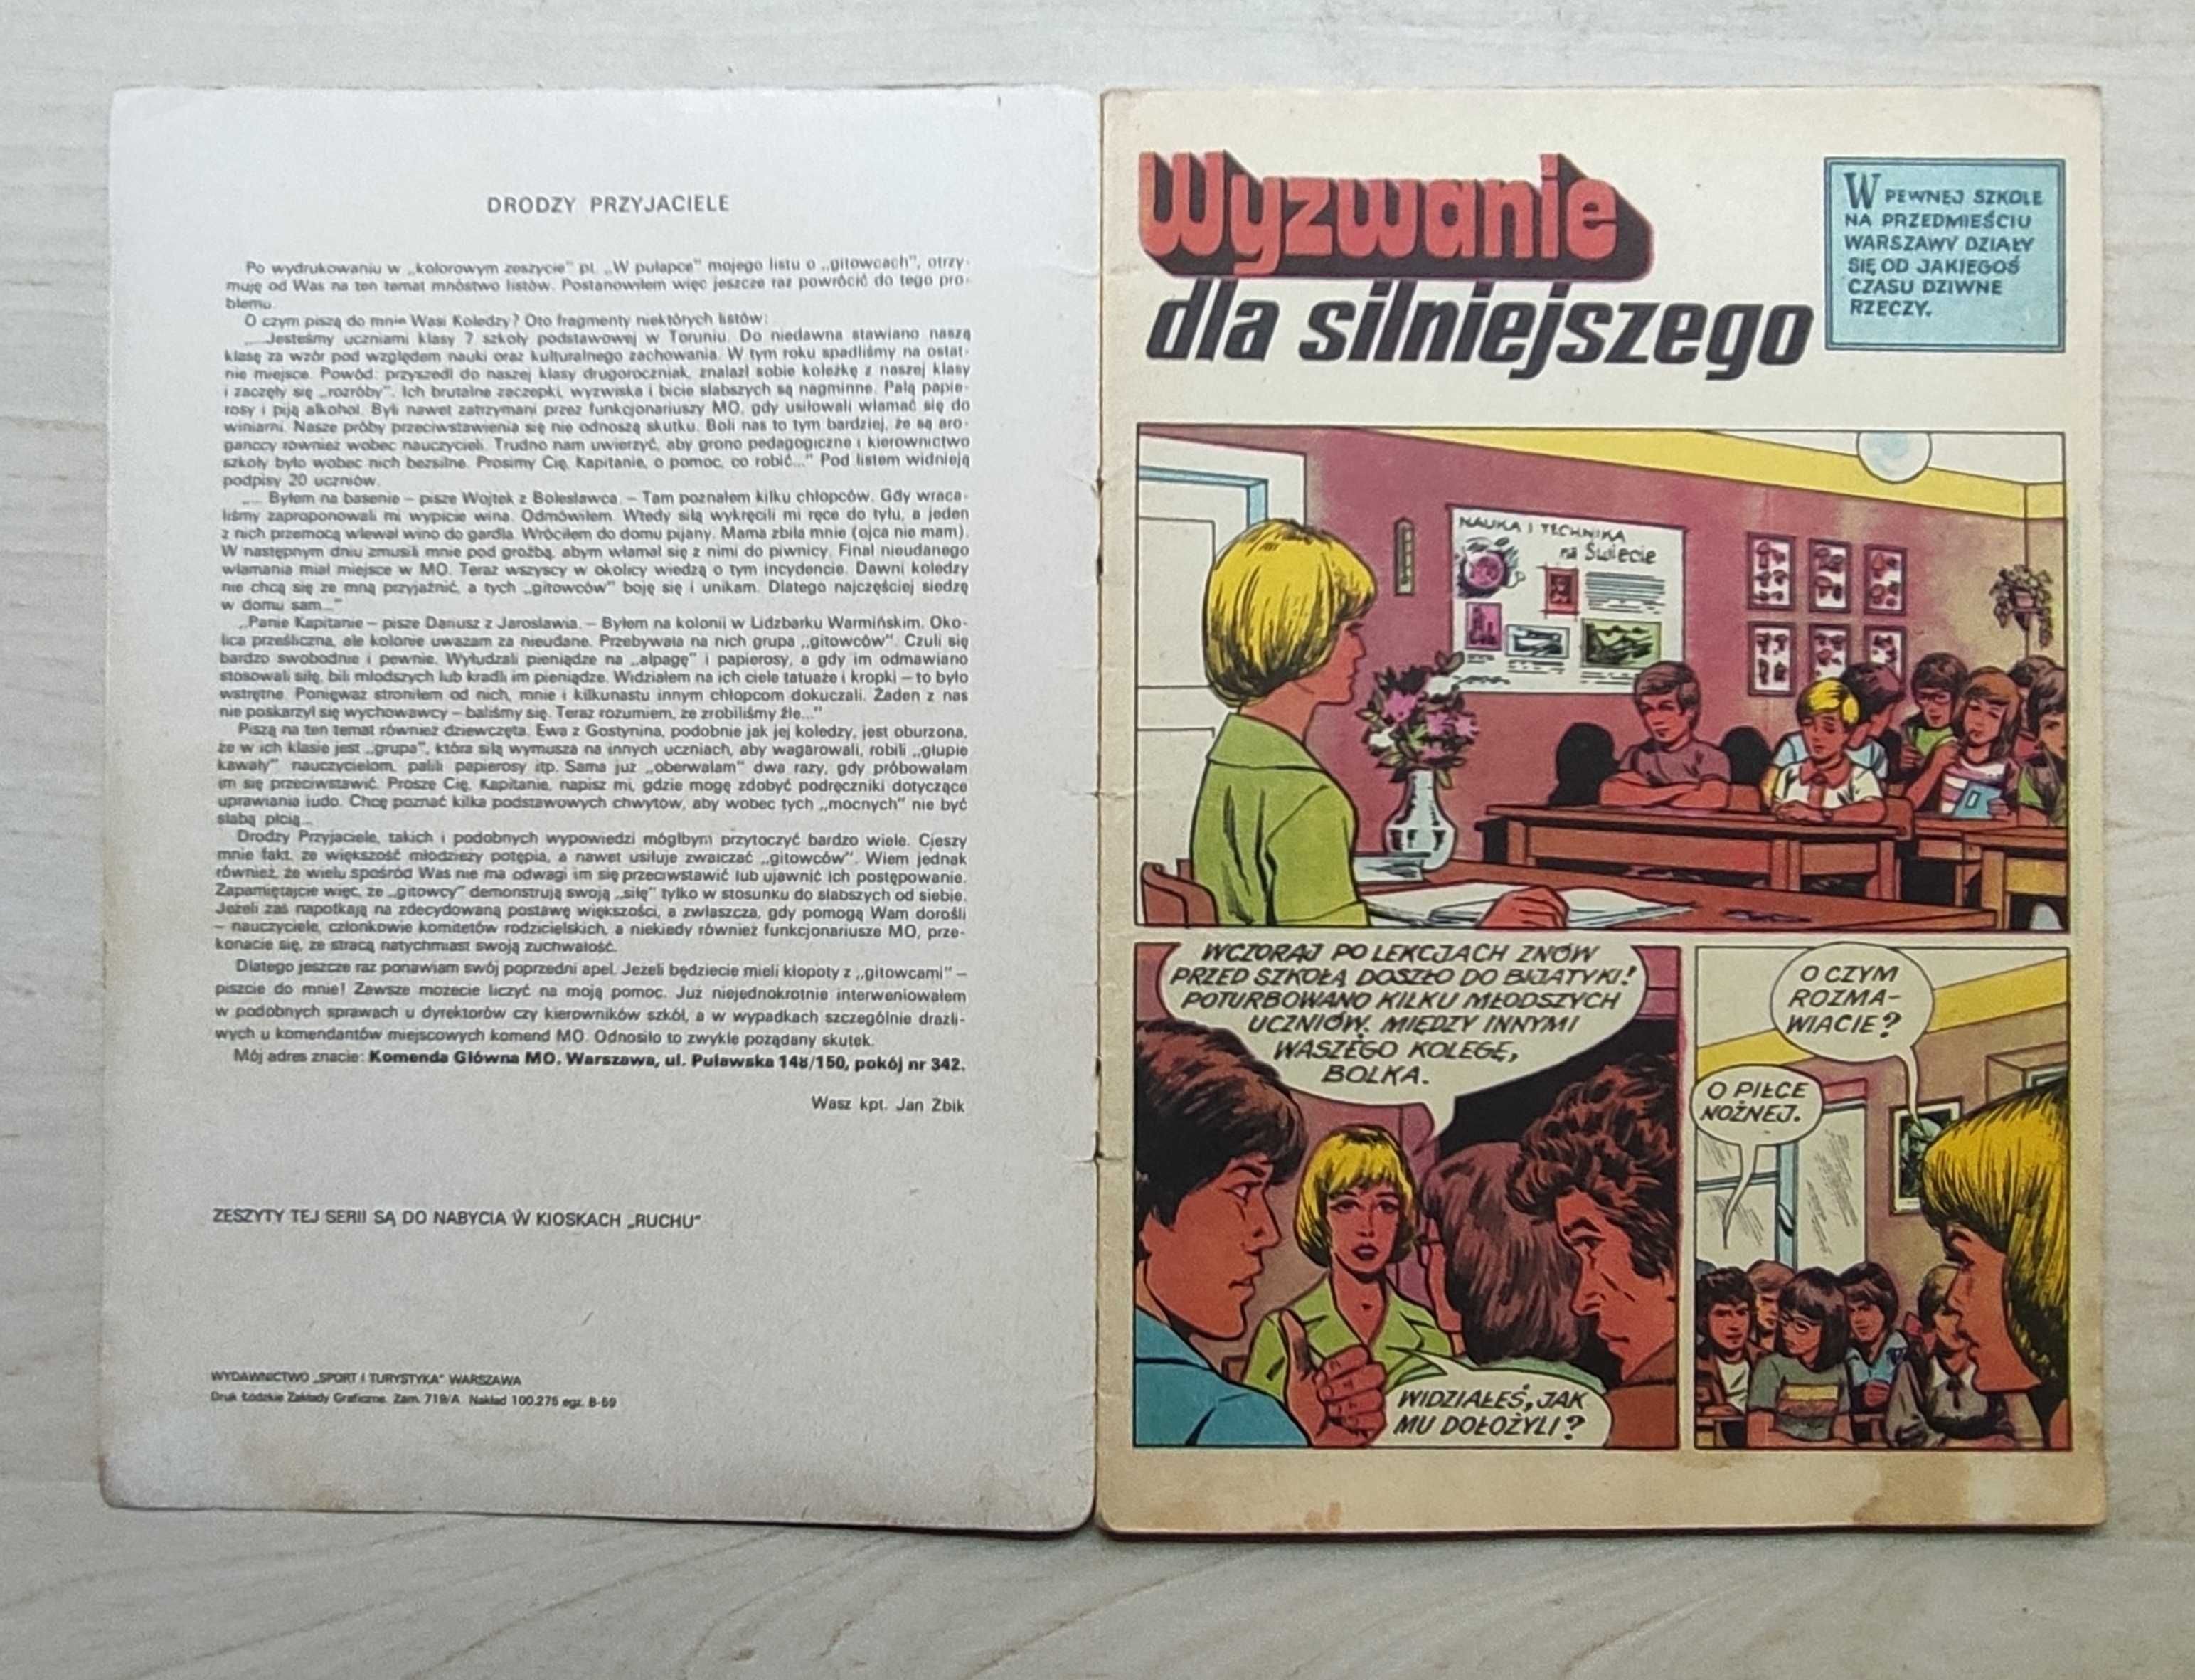 DRODZY PRZYJACIELE
Po wydrukowaniu w „kolorowym zeszycie" pt. „W pułapce" mojego listu o „gitowcach", otrzy-
muję od Was na ten temat mnóstwo listów. Postanowiłem więc jeszcze raz powrócić do tego pro-
blemu.
O czym piszą do mnie Wasi Koledzy? Oto fragmenty niektórych listów:
„...Jesteśmy uczniami klasy 7 szkoły podstawowej w Toruniu. Do niedawna stawiano naszą
klasę za wzór pod względem nauki oraz kulturalnego zachowania. W tym roku spadliśmy na ostat-
nie miejsce. Powód: przyszedł do naszej klasy drugoroczniak, znalazł sobie koleżkę z naszej klasy
i zaczęły się „rozróby". Ich brutalne zaczepki, wyzwiska i bicie słabszych są nagminne. Palą papie-
rosy i piją alkohol. Byli nawet zatrzymani przez funkcjonariuszy MO, gdy usiłowali włamać się do
winiarni. Nasze próby przeciwstawienia się nie odnoszą skutku. Boli nas to tym bardziej, że są aro-
ganccy również wobec nauczycieli. Trudno nam uwierzyć, aby grono pedagogiczne i kierownictwo
szkoły było wobec nich bezsilne. Prosimy Cię, Kapitanie, o pomoc, co robić..." Pod listem widnieją
podpisy 20 uczniów.
„... Byłem na basenie – pisze Wojtek z Bolesławca. – Tam poznałem kilku chłopców. Gdy wraca-
liśmy zaproponowali mi wypicie wina. Odmówiłem. Wtedy siłą wykręcili mi ręce do tyłu, a jeden
z nich przemocą wlewał wino do gardła. Wróciłem do domu pijany. Mama zbiła mnie (ojca nie mam).
W następnym dniu zmusili mnie pod groźbą, abym włamał się z nimi do piwnicy. Finał nieudanego
włamania miał miejsce w MO. Teraz wszyscy w okolicy wiedzą o tym incydencie. Dawni koledzy
nie chcą się ze mną przyjaźnić, a tych „gitowców" boję się i unikam. Dlatego najczęściej siedzę
w domu sam..."
„Panie Kapitanie – pisze Dariusz z Jarosławia. – Byłem na kolonii w Lidzbarku Warmińskim. Oko-
lica prześliczna, ale kolonie uważam za nieudane. Przebywała na nich grupa „gitowców". Czuli się
bardzo swobodnie i pewnie. Wyłudzali pieniądze na „alpagę" i papierosy, a gdy im odmawiano
stosowali siłę, bili młodszych lub kradli im pieniądze. Widziałem na ich ciele tatuaże i kropki – to było
wstrętne. Ponieważ stroniłem od nich, mnie i kilkunastu innym chłopcom dokuczali. Żaden z nas
nie poskarżył się wychowawcy – baliśmy się. Teraz rozumiem, że zrobiliśmy źle..."
Piszą na ten temat również dziewczęta. Ewa z Gostynina, podobnie jak jej koledzy, jest oburzona,
że w ich klasie jest „grupa", która siłą wymusza na innych uczniach, aby wagarowali, robili „głupie
kawały" nauczycielom, palili papierosy itp. Sama już „oberwałam" dwa razy, gdy próbowałam
im się przeciwstawić. Proszę Cię, Kapitanie, napisz mi, gdzie mogę zdobyć podręczniki dotyczące
uprawiania judo. Chcę poznać kilka podstawowych chwytów, aby wobec tych „mocnych" nie być
słabą płcią...
Drodzy Przyjaciele, takich i podobnych wypowiedzi mógłbym przytoczyć bardzo wiele. Cieszy
mnie fakt, że większość młodzieży potępia, a nawet usiłuje zwalczać „gitowców". Wiem jednak
również, że wielu spośród Was nie ma odwagi im się przeciwstawić lub ujawnić ich postępowanie.
Zapamiętajcie więc, że „gitowcy" demonstrują swoją „siłę" tylko w stosunku do słabszych od siebie.
Jeżeli zaś napotkają na zdecydowaną postawę większości, a zwłaszcza, gdy pomogą Wam dorośli
– nauczyciele, członkowie komitetów rodzicielskich, a niekiedy również funkcjonariusze MO, prze-
konacie się, że stracą natychmiast swoją zuchwałość.
Dlatego jeszcze raz ponawiam swój poprzedni apel. Jeżeli będziecie mieli kłopoty z „gitowcami" –
piszcie do mnie! Zawsze możecie liczyć na moją pomoc. Już niejednokrotnie interweniowałem
w podobnych sprawach u dyrektorów czy kierowników szkół, a w wypadkach szczególnie drażli-
wych u komendantów miejscowych komend MO. Odnosiło to zwykle pożądany skutek.
Mój adres znacie: Komenda Główna MO, Warszawa, ul. Puławska 148/150, pokój nr 342.
Wasz kpt. Jan Żbik
ZESZYTY TEJ SERII SĄ DO NABYCIA W KIOSKACH „RUCHU"
WYDAWNICTWO „SPORT I TURYSTYKA" WARSZAWA
Druk Łódzkie Zakłady Graficzne. Zam. 719/A. Nakład 100.275 egz. B-59
Wyzwanie
dla silniejszego
W PEWNEJ SZKOLE
NA PRZEDMIEŚCIU
WARSZAWY DZIAŁY
SIĘ OD JAKIEGOŚ
CZASU DZIWNE
RZECZY.
NAUKA I TECHNIKA
na Świecie
WCZORAJ PO LEKCJACH ZNÓW
PRZED SZKOŁĄ DOSZŁO DO BIJATYKI!
POTURBOWANO KILKU MŁODSZYCH
UCZNIÓW. MIĘDZY INNYMI
WASZEGO KOLEGĘ,
BOLKA.
WIDZIAŁEŚ, JAK
MU DOŁOŻYLI?
O CZYM
ROZMA-
WIACIE?
O PIŁCE
NOŻNEJ.